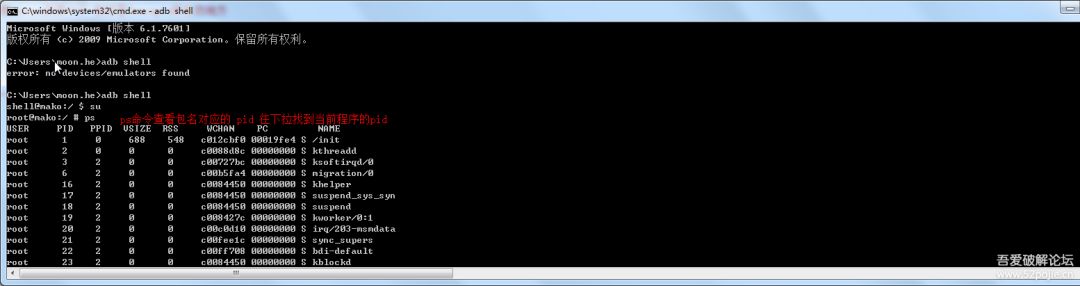 C:\windows\system32\cmd.exe - adb shell
Microsoft Windows [版本 6.1.7601]
版权所有 (c) 2009 Microsoft Corporation。保留所有权利。
C:\Users\moon.he>adb shell
error: no devices/emulators found
C:\Users\moon.he>adb shell
shell@mako:/ $ su
root@mako:/ # ps ps命令查看包名对应的 pid 往下拉找到当前程序的pid
USER PID PPID VSIZE RSS WCHAN PC NAME
root 1 0 688 548 c012cbf0 00019fe4 S /init
root 2 0 0 0 c0088d8c 00000000 S kthreadd
root 3 2 0 0 c00727bc 00000000 S ksoftirqd/0
root 6 2 0 0 c00b5fa4 00000000 S migration/0
root 16 2 0 0 c0084450 00000000 S khelper
root 17 2 0 0 c0084450 00000000 S suspend_sys_syn
root 18 2 0 0 c0084450 00000000 S suspend
root 19 2 0 0 c008427c 00000000 S kworker/0:1
root 20 2 0 0 c00c0d10 00000000 S irq/203-msmdata
root 21 2 0 0 c00fee1c 00000000 S sync_supers
root 22 2 0 0 c00ff708 00000000 S bdi-default
root 23 2 0 0 c0084450 00000000 S kblockd
吾爱破解论坛
www.52pojie.cn